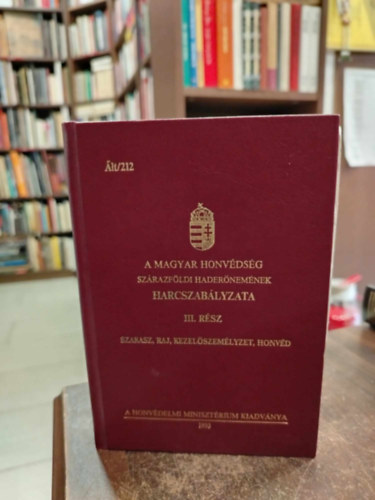 Ált/212
A MAGYAR HONVÉDSÉG
SZÁRAZFÖLDI HADERŐNEMÉNEK
HARCSZABÁLYZATA
III. RÉSZ
SZAKASZ, RAJ, KEZELŐSZEMÉLYZET, HONVÉD
A HONVÉDELMI MINISZTÉRIUM KIADVÁNYA